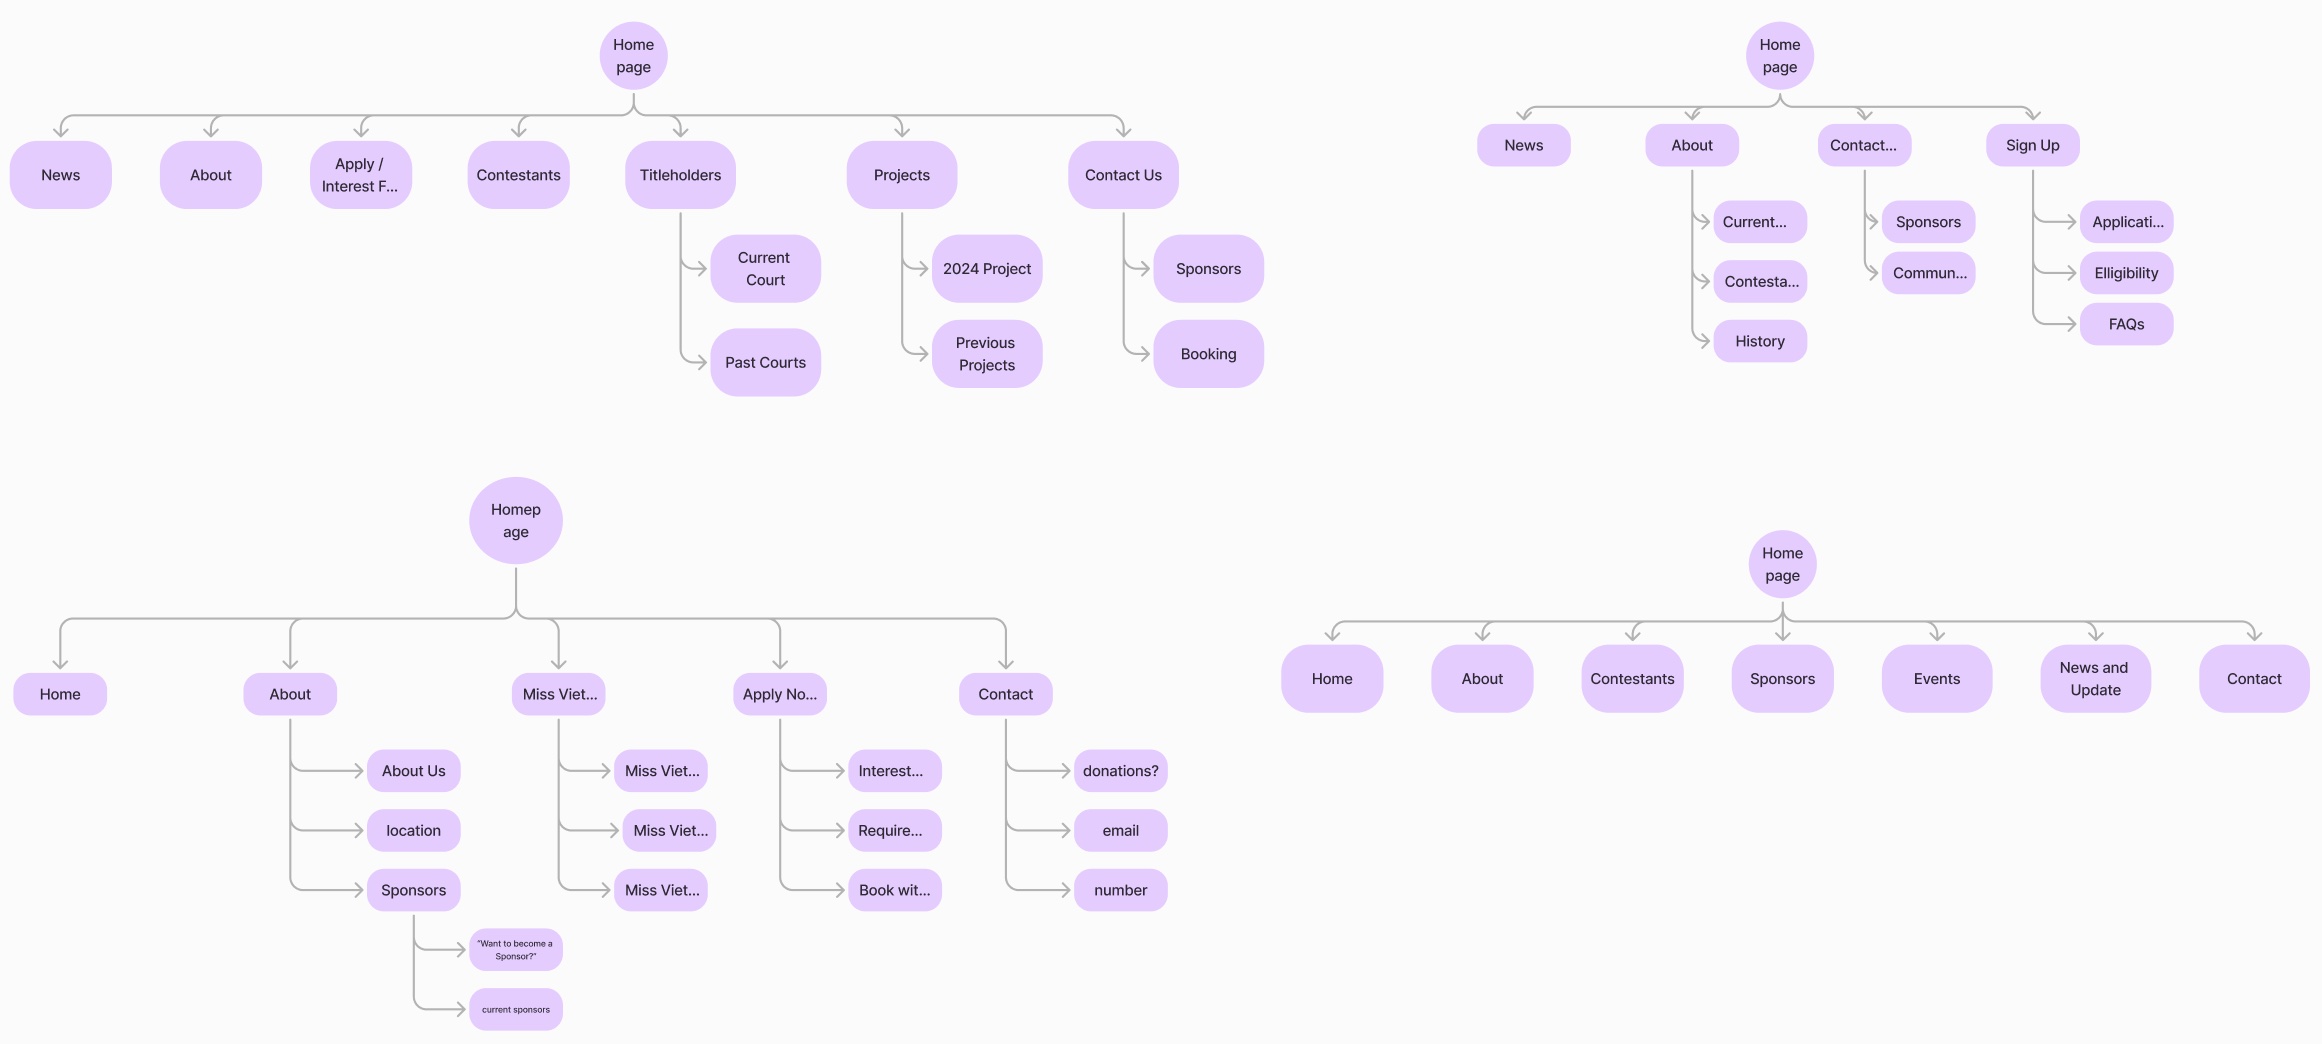 Home
page
News
About
Apply /
Interest F...
Contestants
Titleholders
Projects
Contact Us
Current
Court
Past Courts
2024 Project
Previous
Projects
Sponsors
Booking
Home
page
News
About
Contact...
Sign Up
Current...
Contesta...
History
Sponsors
Commun...
Applicati...
Elligibility
FAQs
Homep
age
Home
About
Miss Viet...
Apply No...
Contact
About Us
location
Sponsors
"Want to become a
Sponsor?"
current sponsors
Miss Viet...
Miss Viet...
Miss Viet...
Interest...
Require...
Book wit...
donations?
email
number
Home
page
Home
About
Contestants
Sponsors
Events
News and
Update
Contact